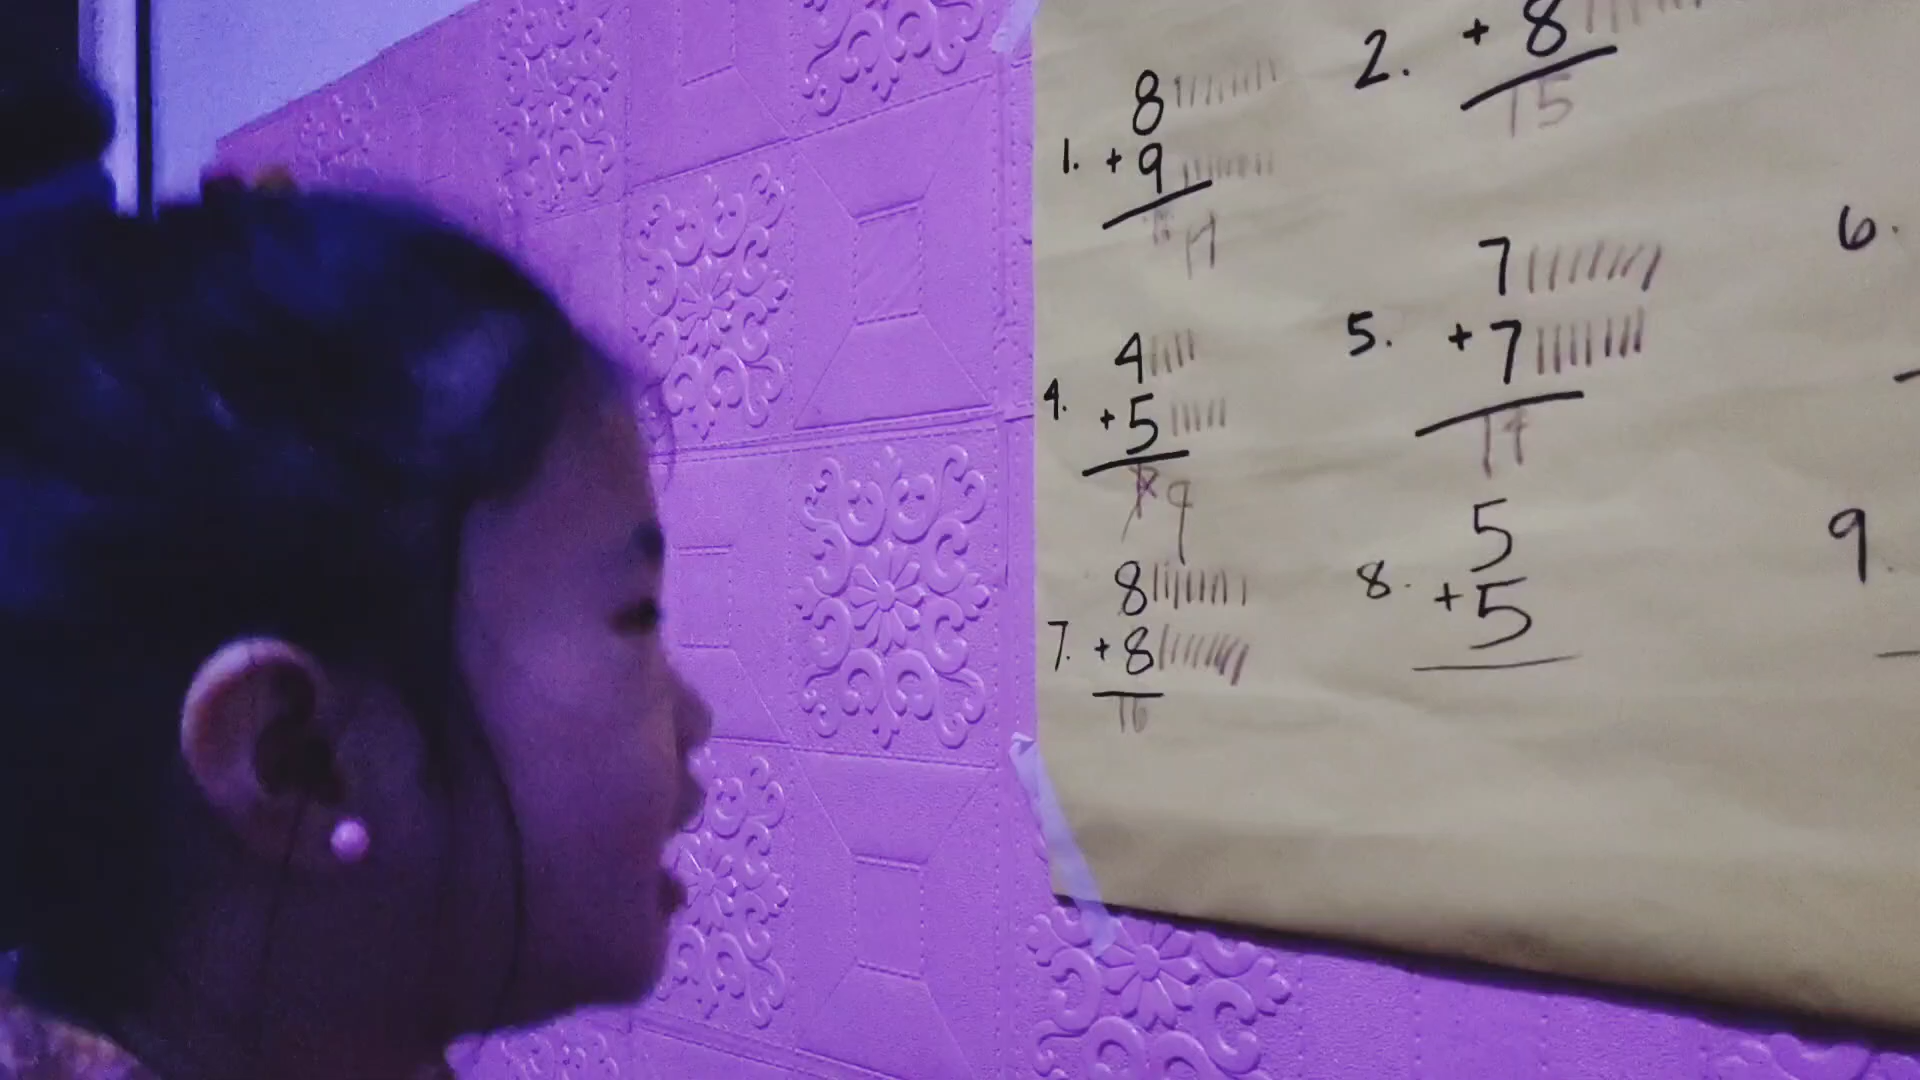 2. + 8
15
8
1. + 9
17
7
5. + 7
14
6.
4
4. + 5
9
8
7. + 8
16
5
8. + 5
9